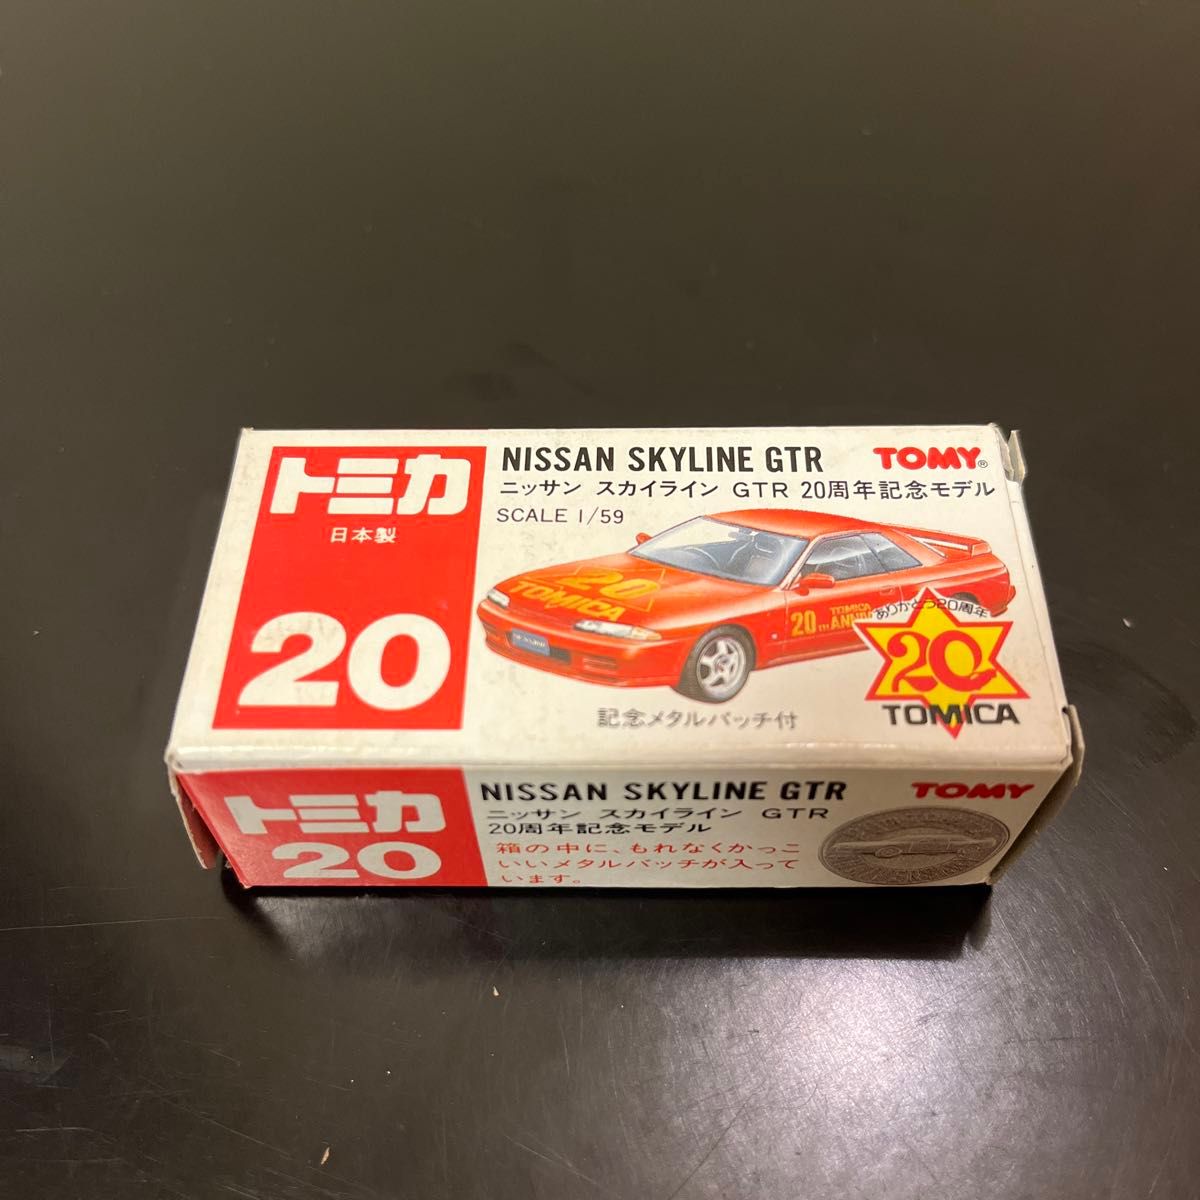 トミカ
日本製
20
NISSAN SKYLINE GTR
TOMY®
ニッサン スカイライン GTR 20周年記念モデル
SCALE 1/59
20
TOMICA
TOMICA
20TH ANNIV
ありがとう20周年
20
TOMICA
記念メタルバッチ付
トミカ
20
NISSAN SKYLINE GTR
TOMY
ニッサン スカイライン GTR
20周年記念モデル
箱の中に、もれなくかっこ
いいメタルバッチが入って
います。